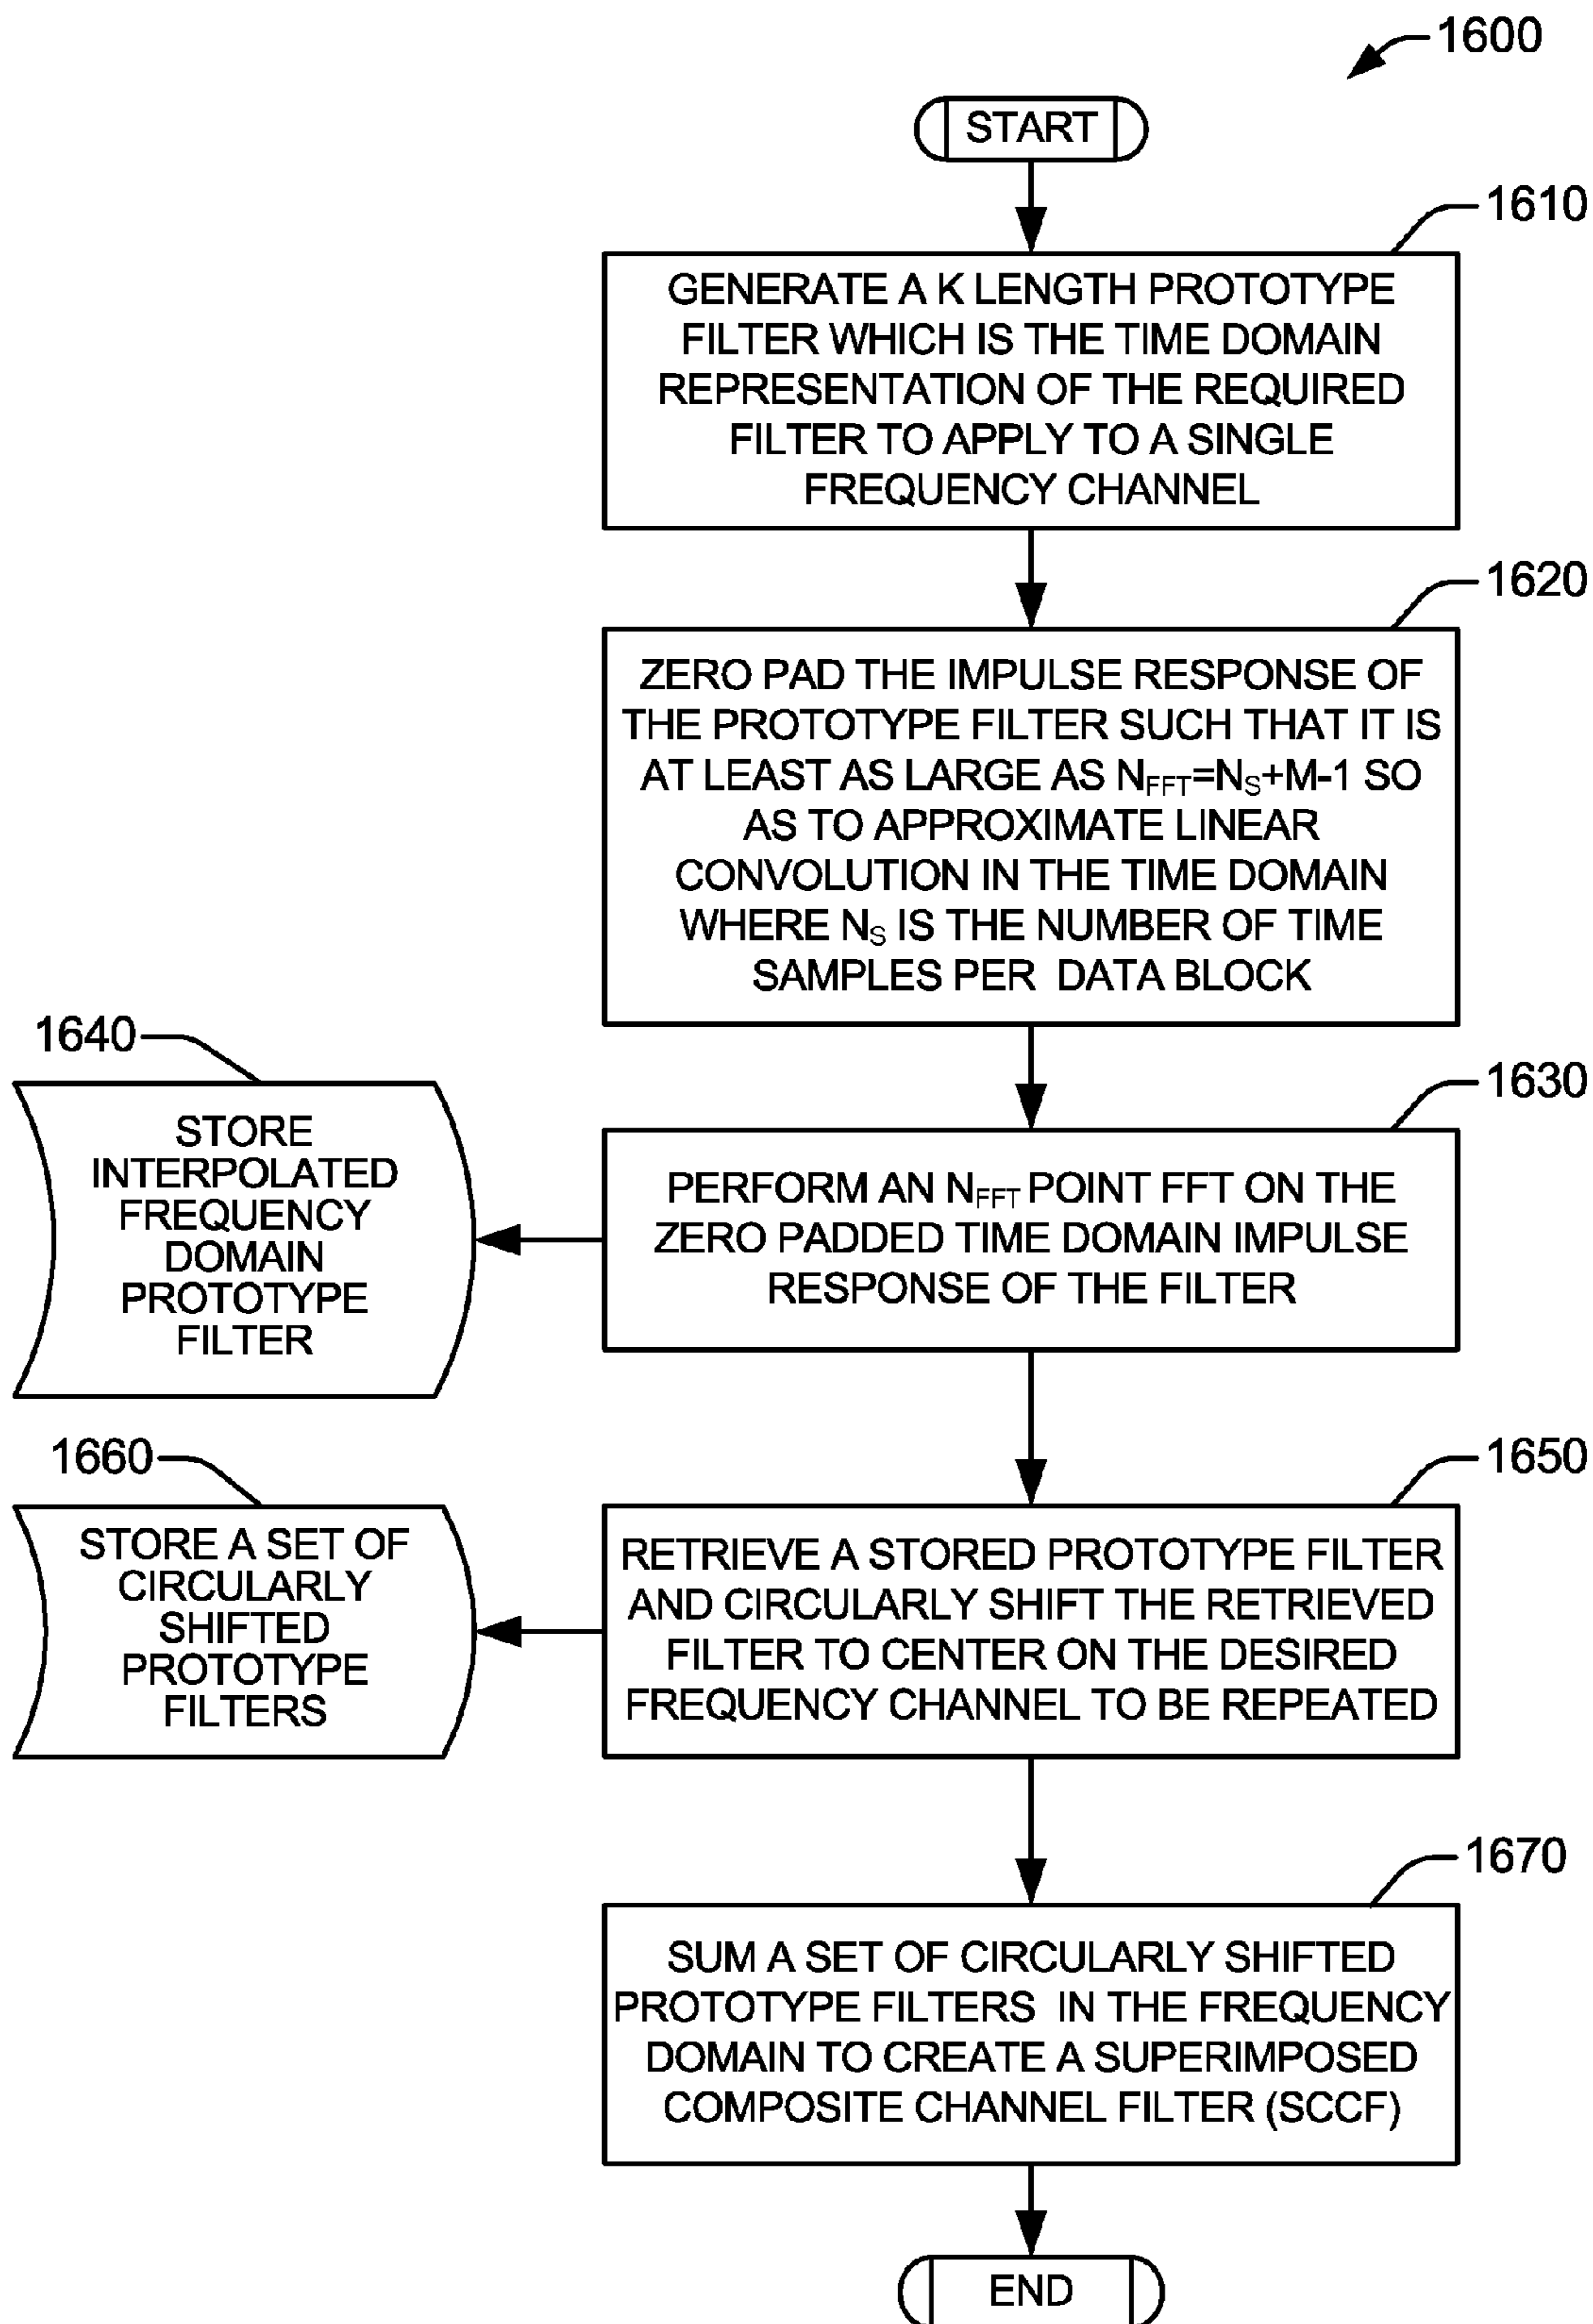 1600
START
1610
GENERATE A K LENGTH PROTOTYPE
FILTER WHICH IS THE TIME DOMAIN
REPRESENTATION OF THE REQUIRED
FILTER TO APPLY TO A SINGLE
FREQUENCY CHANNEL
1620
ZERO PAD THE IMPULSE RESPONSE OF
THE PROTOTYPE FILTER SUCH THAT IT IS
AT LEAST AS LARGE AS N_FFT=N_S+M-1 SO
AS TO APPROXIMATE LINEAR
CONVOLUTION IN THE TIME DOMAIN
WHERE N_S IS THE NUMBER OF TIME
SAMPLES PER DATA BLOCK
1630
PERFORM AN N_FFT POINT FFT ON THE
ZERO PADDED TIME DOMAIN IMPULSE
RESPONSE OF THE FILTER
1640
STORE
INTERPOLATED
FREQUENCY
DOMAIN
PROTOTYPE
FILTER
1650
RETRIEVE A STORED PROTOTYPE FILTER
AND CIRCULARLY SHIFT THE RETRIEVED
FILTER TO CENTER ON THE DESIRED
FREQUENCY CHANNEL TO BE REPEATED
1660
STORE A SET OF
CIRCULARLY
SHIFTED
PROTOTYPE
FILTERS
1670
SUM A SET OF CIRCULARLY SHIFTED
PROTOTYPE FILTERS IN THE FREQUENCY
DOMAIN TO CREATE A SUPERIMPOSED
COMPOSITE CHANNEL FILTER (SCCF)
END